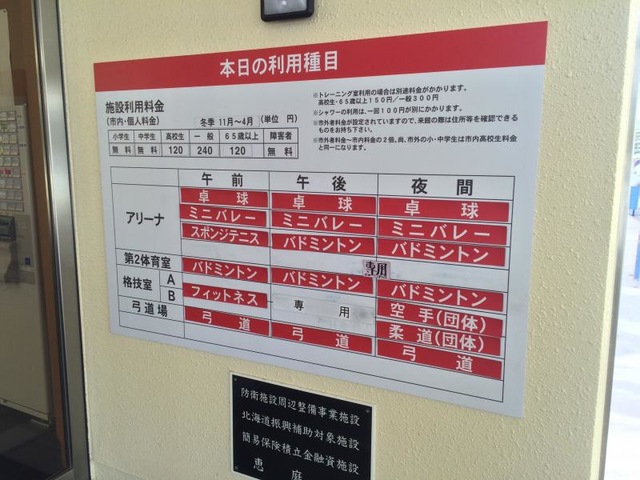 本日の利用種目
施設利用料金
(市内・個人料金) 冬季 11月〜4月 (単位 円)
小学生 中学生 高校生 一般 65歳以上 障害者
無料 無料 120 240 120 無料
※トレーニング室利用の場合は別途料金がかかります。
高校生・65歳以上150円/一般300円
※シャワーの利用は、一回100円が別にかかります。
※市外者料金が設定されていますので、来館の際は住所等を確認できる
ものをお持ち下さい。
※市外者料金〜市内料金の2倍。尚、市外の小・中学生は市内高校生料金
と同一になります。
午前 午後 夜間
アリーナ
卓球 卓球 卓球
ミニバレー ミニバレー ミニバレー
スポンジテニス バドミントン バドミントン
第2体育室 専用
格技室 A バドミントン バドミントン バドミントン
B フィットネス 専用 空手(団体)
柔道(団体)
弓道場 弓道 弓道 弓道
防衛施設周辺整備事業施設
北海道振興補助対象施設
簡易保険積立金融資施設
恵庭